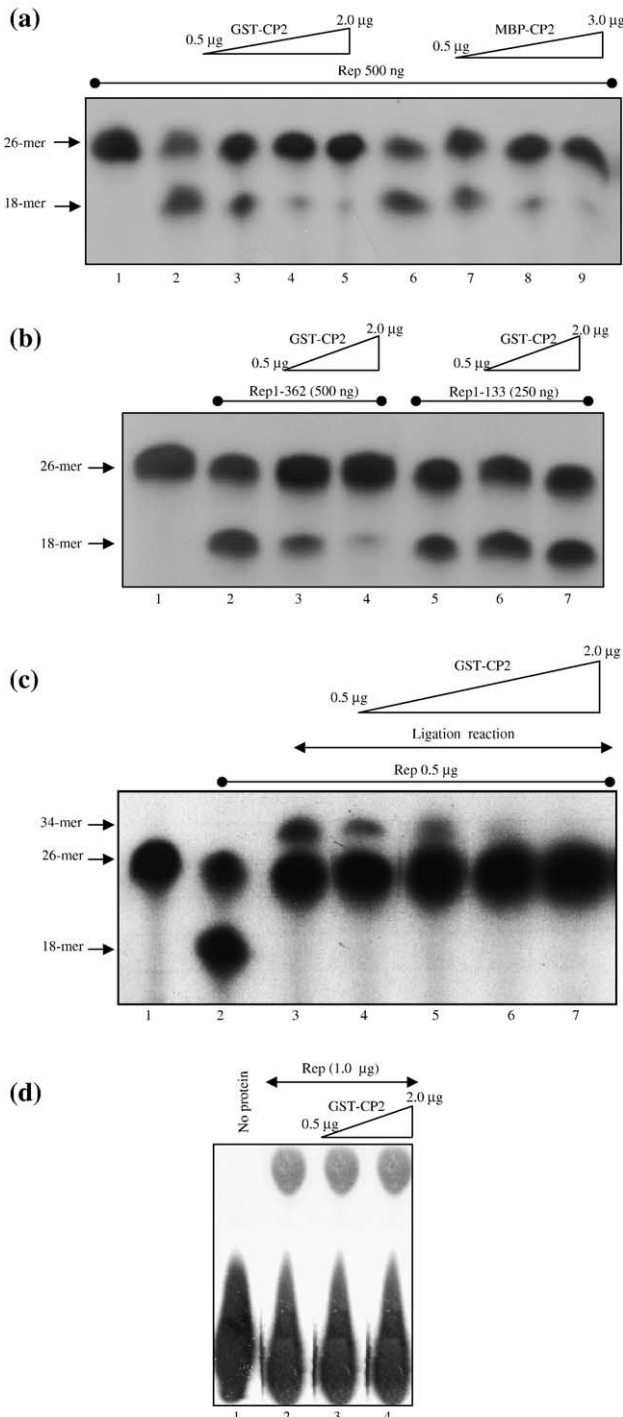 (a)
0.5 µg GST-CP2 2.0 µg 0.5 µg MBP-CP2 3.0 µg
Rep 500 ng
26-mer
18-mer
1 2 3 4 5 6 7 8 9
(b)
0.5 µg GST-CP2 2.0 µg 0.5 µg GST-CP2 2.0 µg
Rep1-362 (500 ng) Rep1-133 (250 ng)
26-mer
18-mer
1 2 3 4 5 6 7
(c)
0.5 µg GST-CP2 2.0 µg
Ligation reaction
Rep 0.5 µg
34-mer
26-mer
18-mer
1 2 3 4 5 6 7
(d)
No protein
Rep (1.0 µg)
0.5 µg GST-CP2 2.0 µg
1 2 3 4